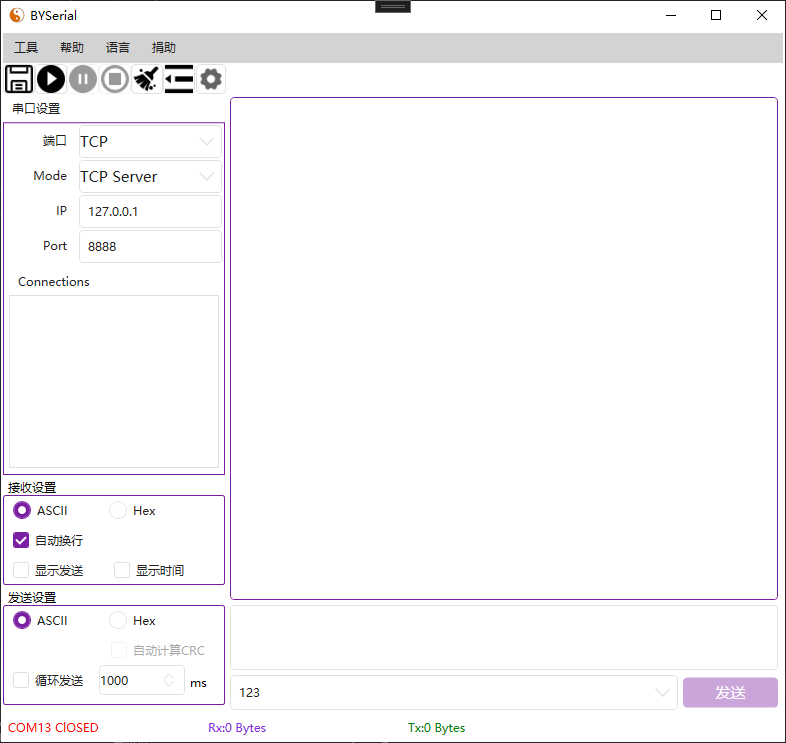 BYSerial
工具 帮助 语言 捐助
串口设置
端口 TCP
Mode TCP Server
IP 127.0.0.1
Port 8888
Connections
接收设置
ASCII Hex
自动换行
显示发送 显示时间
发送设置
ASCII Hex
自动计算CRC
循环发送 1000 ms
123 发送
COM13 ClOSED Rx:0 Bytes Tx:0 Bytes